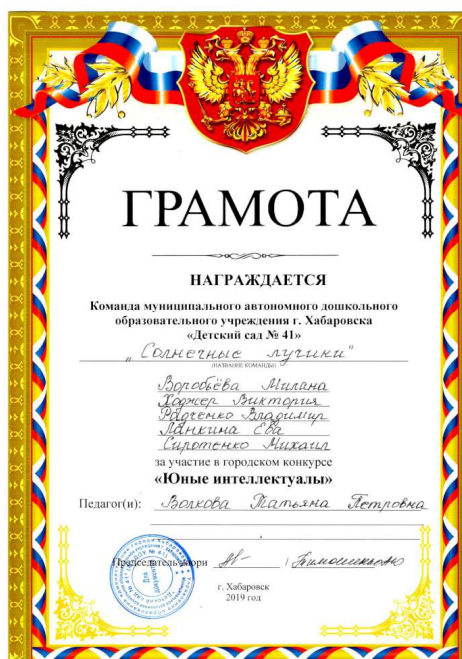 ГРАМОТА
НАГРАЖДАЕТСЯ
Команда муниципального автономного дошкольного
образовательного учреждения г. Хабаровска
«Детский сад № 41»
„ Солнечные лучики "
(НАЗВАНИЕ КОМАНДЫ)
Воробьёва Милана
Ходжер Виктория
Радченко Владимир
Ланкина Ева
Сиротенко Михаил
за участие в городском конкурсе
«Юные интеллектуалы»
Педагог(и): Волкова Татьяна Петровна
Председатель жюри
г. Хабаровск
2019 год